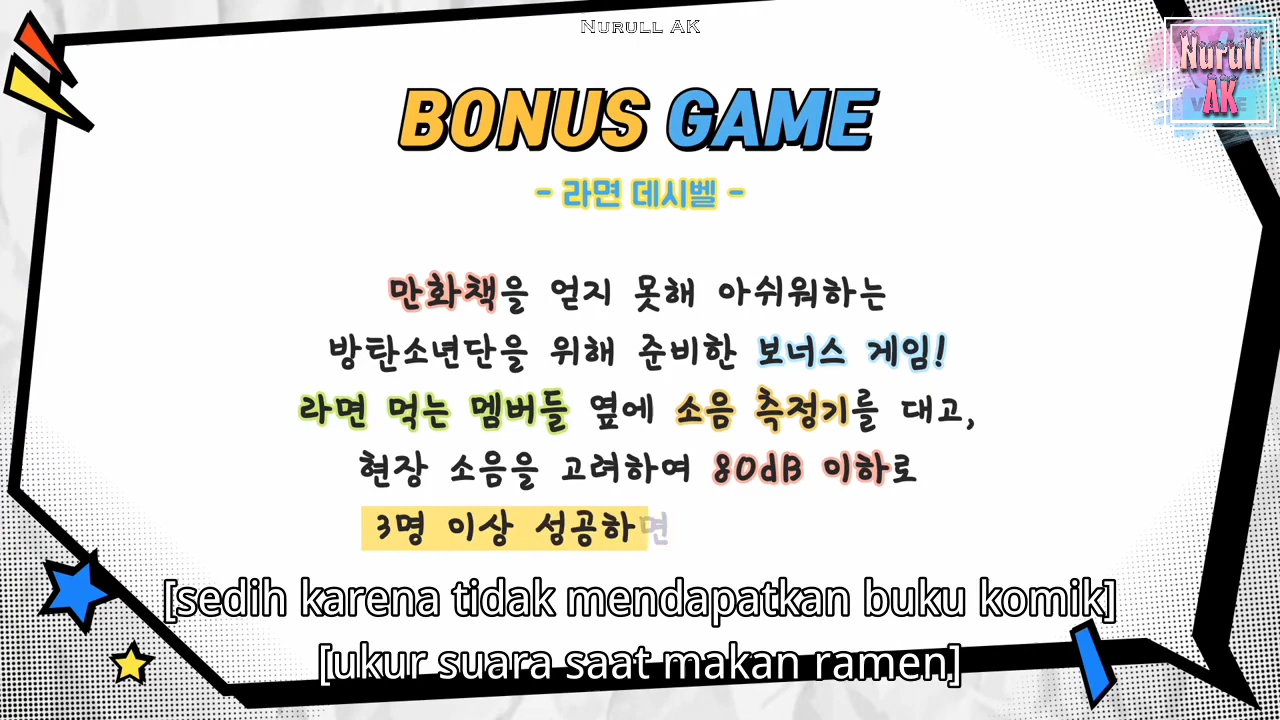 NURULL AK
Nurull
AK
BONUS GAME
- 라면 데시벨 -
만화책을 얻지 못해 아쉬워하는
방탄소년단을 위해 준비한 보너스 게임!
라면 먹는 멤버들 옆에 소음 측정기를 대고,
현장 소음을 고려하여 80dB 이하로
3명 이상 성공하면
[sedih karena tidak mendapatkan buku komik]
[ukur suara saat makan ramen]